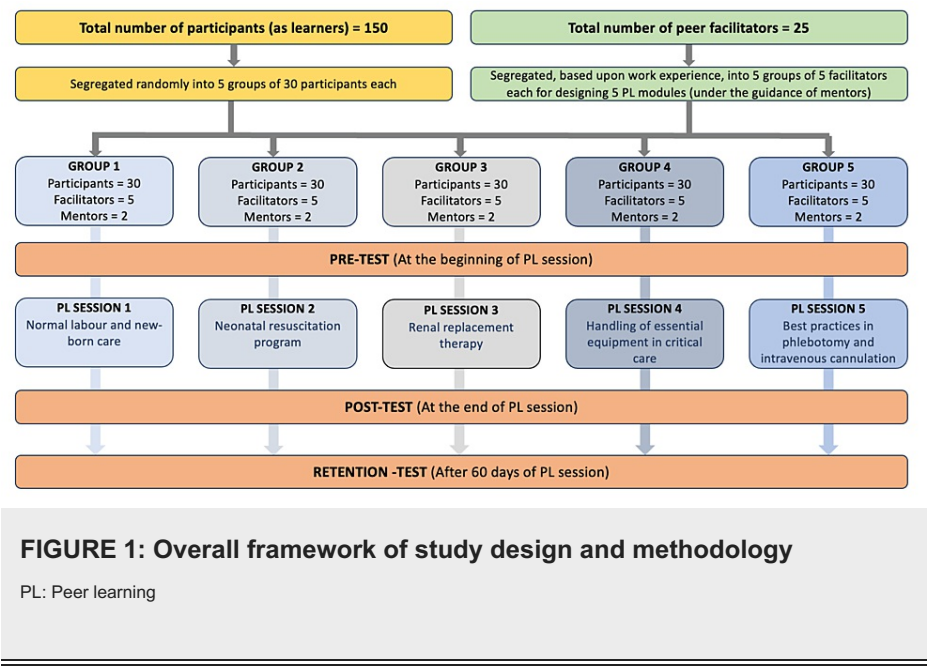 Total number of participants (as learners) = 150
Total number of peer facilitators = 25
Segregated randomly into 5 groups of 30 participants each
Segregated, based upon work experience, into 5 groups of 5 facilitators
each for designing 5 PL modules (under the guidance of mentors)
GROUP 1
Participants = 30
Facilitators = 5
Mentors = 2
GROUP 2
Participants = 30
Facilitators = 5
Mentors = 2
GROUP 3
Participants = 30
Facilitators = 5
Mentors = 2
GROUP 4
Participants = 30
Facilitators = 5
Mentors = 2
GROUP 5
Participants = 30
Facilitators = 5
Mentors = 2
PRE-TEST (At the beginning of PL session)
PL SESSION 1
Normal labour and new-
born care
PL SESSION 2
Neonatal resuscitation
program
PL SESSION 3
Renal replacement
therapy
PL SESSION 4
Handling of essential
equipment in critical
care
PL SESSION 5
Best practices in
phlebotomy and
intravenous cannulation
POST-TEST (At the end of PL session)
RETENTION -TEST (After 60 days of PL session)
FIGURE 1: Overall framework of study design and methodology
PL: Peer learning